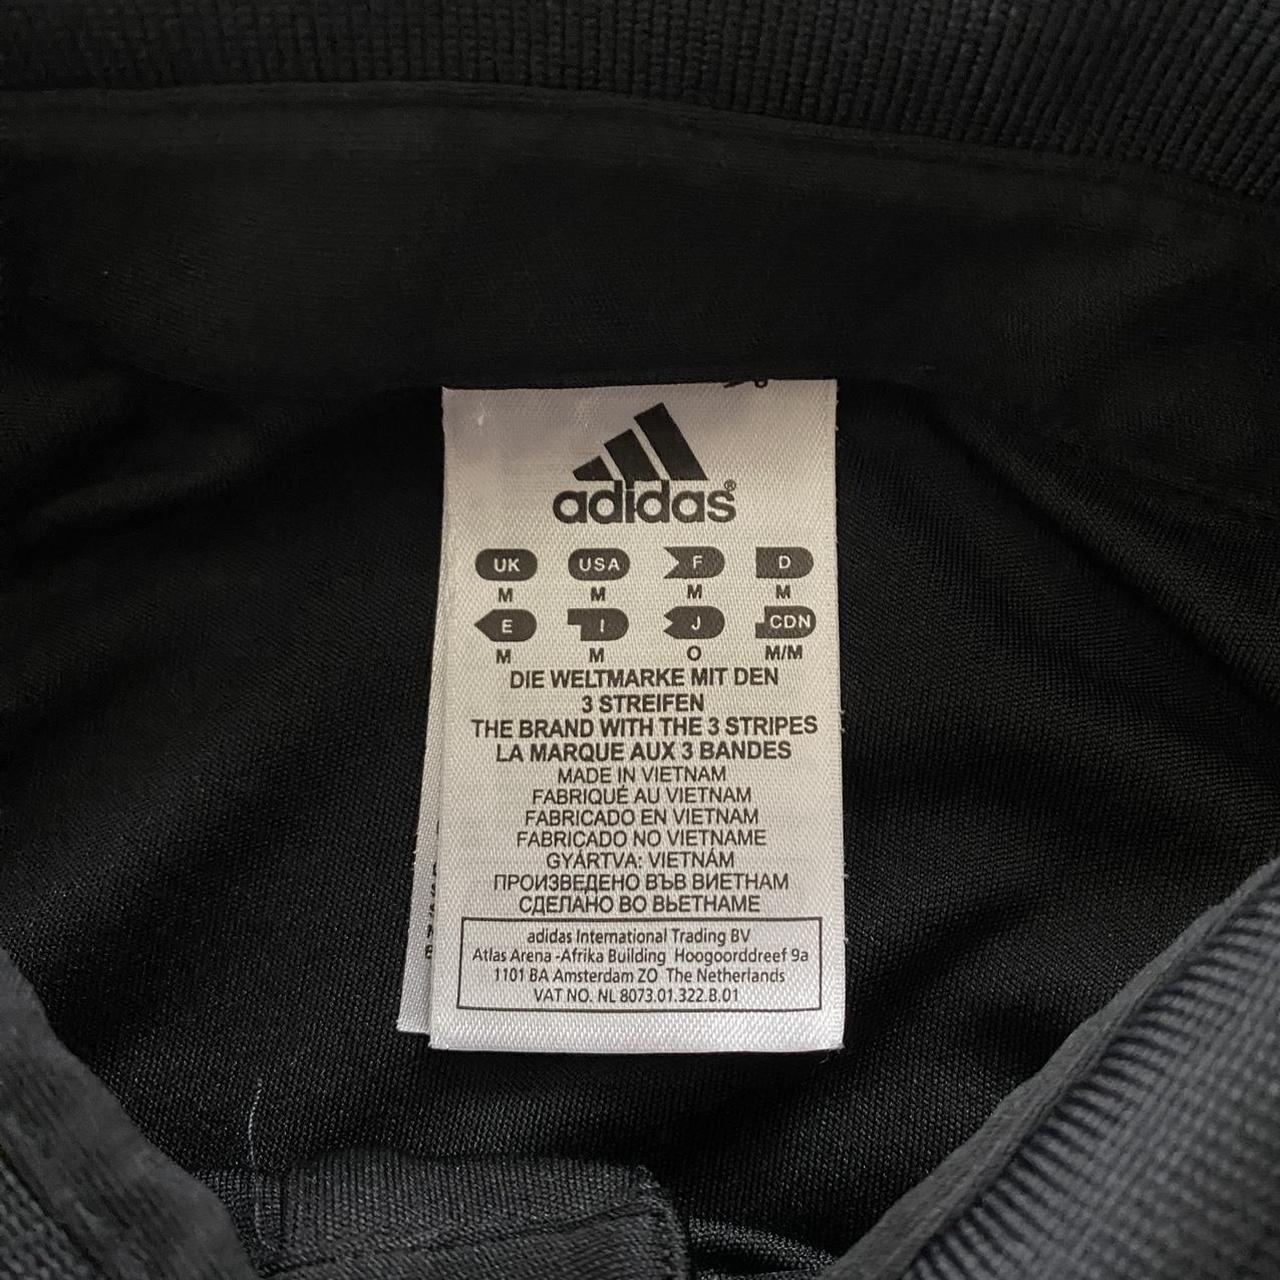 adidas®
UK USA F D
M M M M
E I J CDN
M M O M/M
DIE WELTMARKE MIT DEN
3 STREIFEN
THE BRAND WITH THE 3 STRIPES
LA MARQUE AUX 3 BANDES
MADE IN VIETNAM
FABRIQUÉ AU VIETNAM
FABRICADO EN VIETNAM
FABRICADO NO VIETNAME
GYÁRTVA: VIETNÁM
ПРОИЗВЕДЕНО ВЪВ ВИЕТНАМ
СДЕЛАНО ВО ВЬЕТНАМЕ
adidas International Trading BV
Atlas Arena -Afrika Building Hoogoorddreef 9a
1101 BA Amsterdam ZO The Netherlands
VAT NO. NL 8073.01.322.B.01